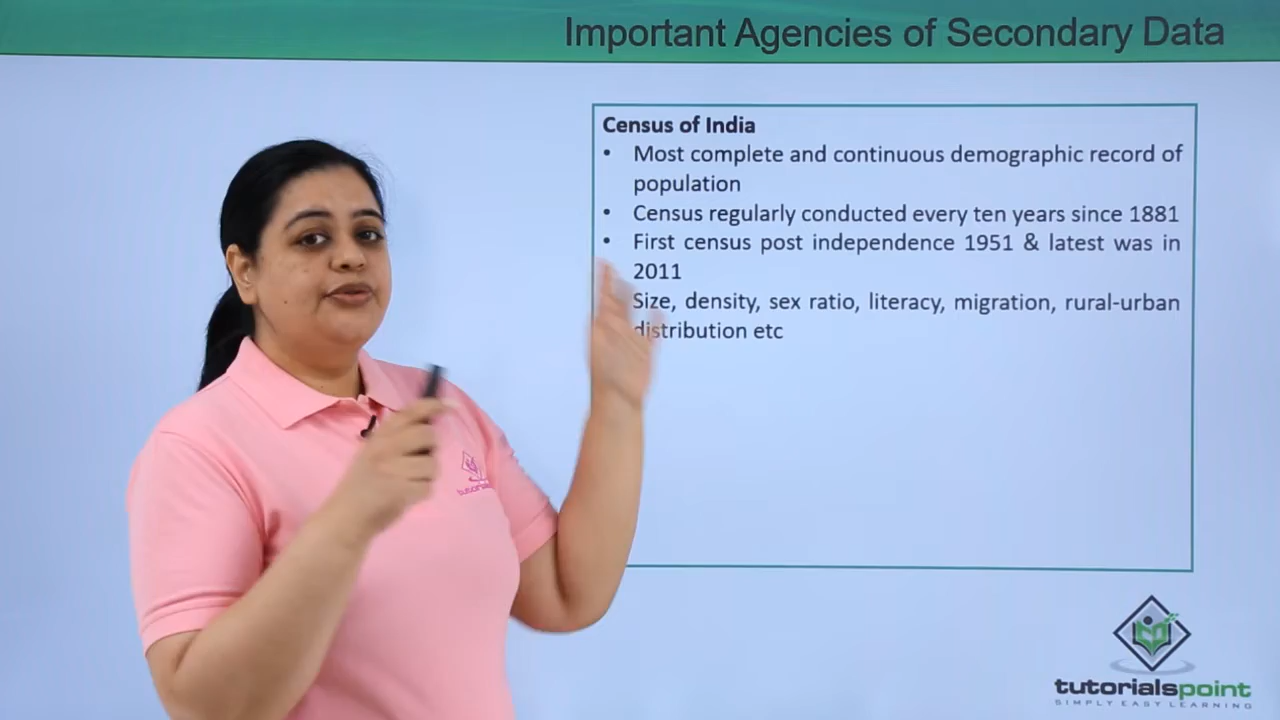 Important Agencies of Secondary Data
Census of India
• Most complete and continuous demographic record of
population
• Census regularly conducted every ten years since 1881
• First census post independence 1951 & latest was in
2011
Size, density, sex ratio, literacy, migration, rural-urban
distribution etc
tutorialspoint
SIMPLY EASY LEARNING